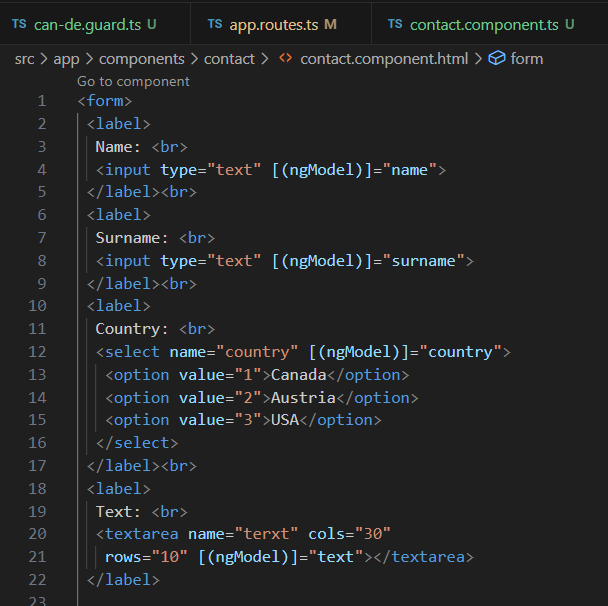 TS can-de.guard.ts U TS app.routes.ts M TS contact.component.ts U
src > app > components > contact > <> contact.component.html > form
Go to component
1 <form>
2 <label>
3 Name: <br>
4 <input type="text" [(ngModel)]="name">
5 </label><br>
6 <label>
7 Surname: <br>
8 <input type="text" [(ngModel)]="surname">
9 </label><br>
10 <label>
11 Country: <br>
12 <select name="country" [(ngModel)]="country">
13 <option value="1">Canada</option>
14 <option value="2">Austria</option>
15 <option value="3">USA</option>
16 </select>
17 </label><br>
18 <label>
19 Text: <br>
20 <textarea name="terxt" cols="30"
21 rows="10" [(ngModel)]="text"></textarea>
22 </label>
23